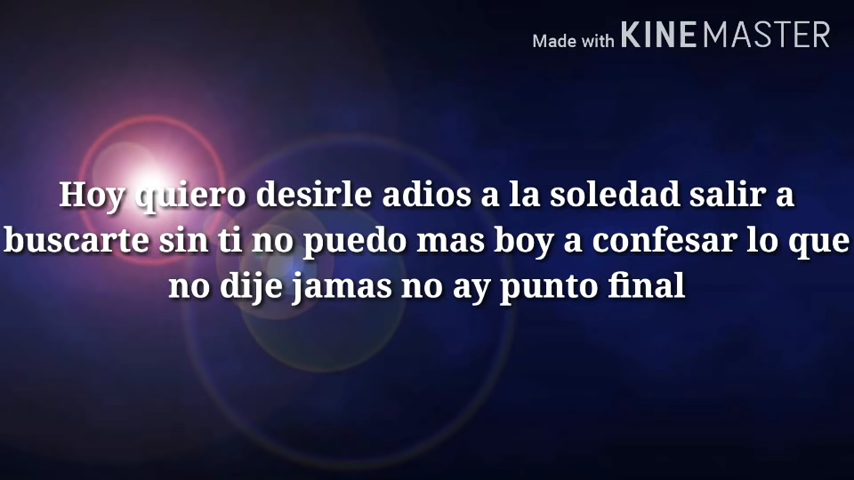 Made with KINEMASTER
Hoy quiero desirle adios a la soledad salir a
buscarte sin ti no puedo mas boy a confesar lo que
no dije jamas no ay punto final